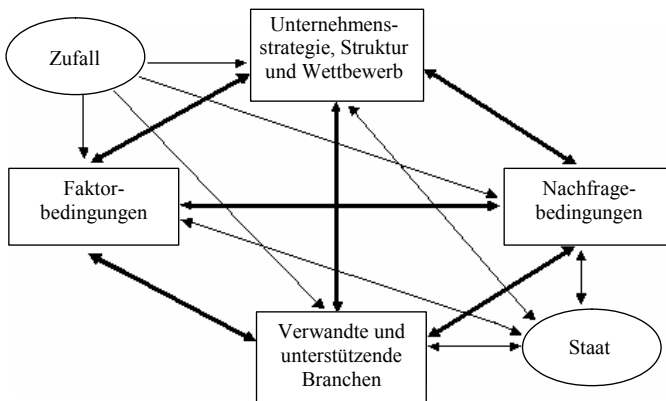 Zufall
Unternehmens-
strategie, Struktur
und Wettbewerb
Faktor-
bedingungen
Nachfrage-
bedingungen
Verwandte und
unterstützende
Branchen
Staat